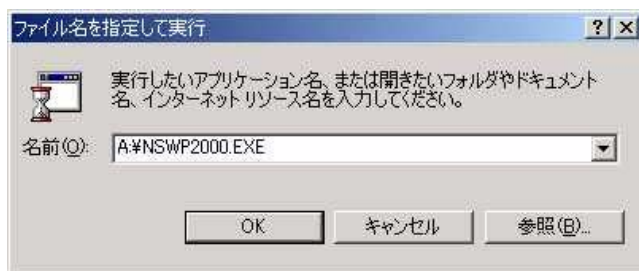 ファイル名を指定して実行
実行したいアプリケーション名、または開きたいフォルダやドキュメント
名、インターネット リソース名を入力してください。
名前(O):
A:¥NSWP2000.EXE
OK
キャンセル
参照(B)...